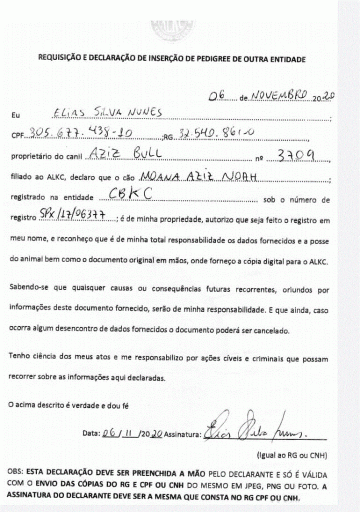 REQUISIÇÃO E DECLARAÇÃO DE INSERÇÃO DE PEDIGREE DE OUTRA ENTIDADE
06 de NOVEMBRO 2020
Eu ELIAS SILVA NUNES ;
CPF 305.677.438-10 ;RG 32.540.861-0 ,
proprietário do canil AZIZ BULL nº 3709 ,
filiado ao ALKC, declaro que o cão MOANA AZIZ NOAH ;
registrado na entidade CBKC sob o número de
registro SPX/17/06377 ; é de minha propriedade, autorizo que seja feito o registro em
meu nome, e reconheço que é de minha total responsabilidade os dados fornecidos e a posse
do animal bem como o documento original em mãos, onde forneço a cópia digital para o ALKC.
Sabendo-se que quaisquer causas ou consequências futuras recorrentes, oriundos por
informações deste documento fornecido, serão de minha responsabilidade. E que ainda, caso
ocorra algum desencontro de dados fornecidos o documento poderá ser cancelado.
Tenho ciência dos meus atos e me responsabilizo por ações cíveis e criminais que possam
recorrer sobre as informações aqui declaradas.
O acima descrito é verdade e dou fé
Data: 06/11/2020 Assinatura: Elias Silva Nunes
(Igual ao RG ou CNH)
OBS: ESTA DECLARAÇÃO DEVE SER PREENCHIDA A MÃO PELO DECLARANTE E SÓ É VÁLIDA
COM O ENVIO DAS CÓPIAS DO RG E CPF OU CNH DO MESMO EM JPEG, PNG OU FOTO. A
ASSINATURA DO DECLARANTE DEVE SER A MESMA QUE CONSTA NO RG CPF OU CNH.